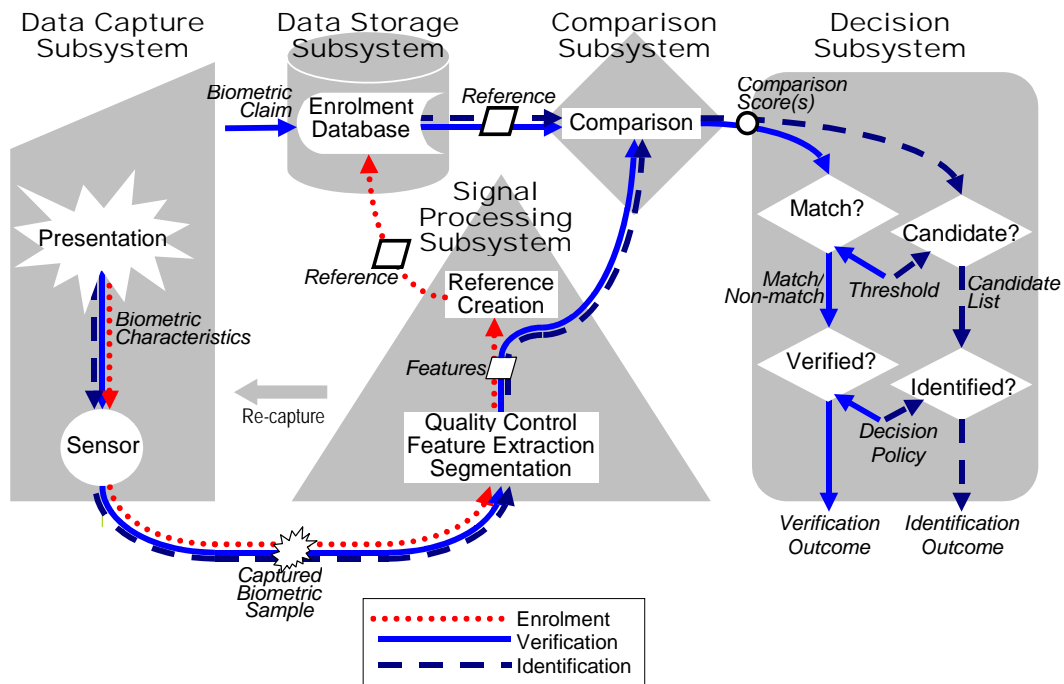 Data Capture
Subsystem
Data Storage
Subsystem
Comparison
Subsystem
Decision
Subsystem
Biometric
Claim
Enrolment
Database
Reference
Comparison
Comparison
Score(s)
Signal
Processing
Subsystem
Presentation
Match?
Candidate?
Reference
Reference
Creation
Match/
Non-match
Threshold
Candidate
List
Biometric
Characteristics
Features
Verified?
Identified?
Re-capture
Sensor
Quality Control
Feature Extraction
Segmentation
Decision
Policy
Verification
Outcome
Identification
Outcome
Captured
Biometric
Sample
Enrolment
Verification
Identification